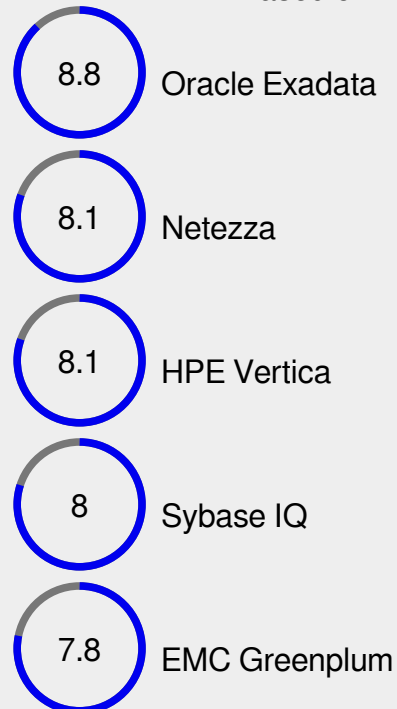 8.8 Oracle Exadata
8.1 Netezza
8.1 HPE Vertica
8 Sybase IQ
7.8 EMC Greenplum